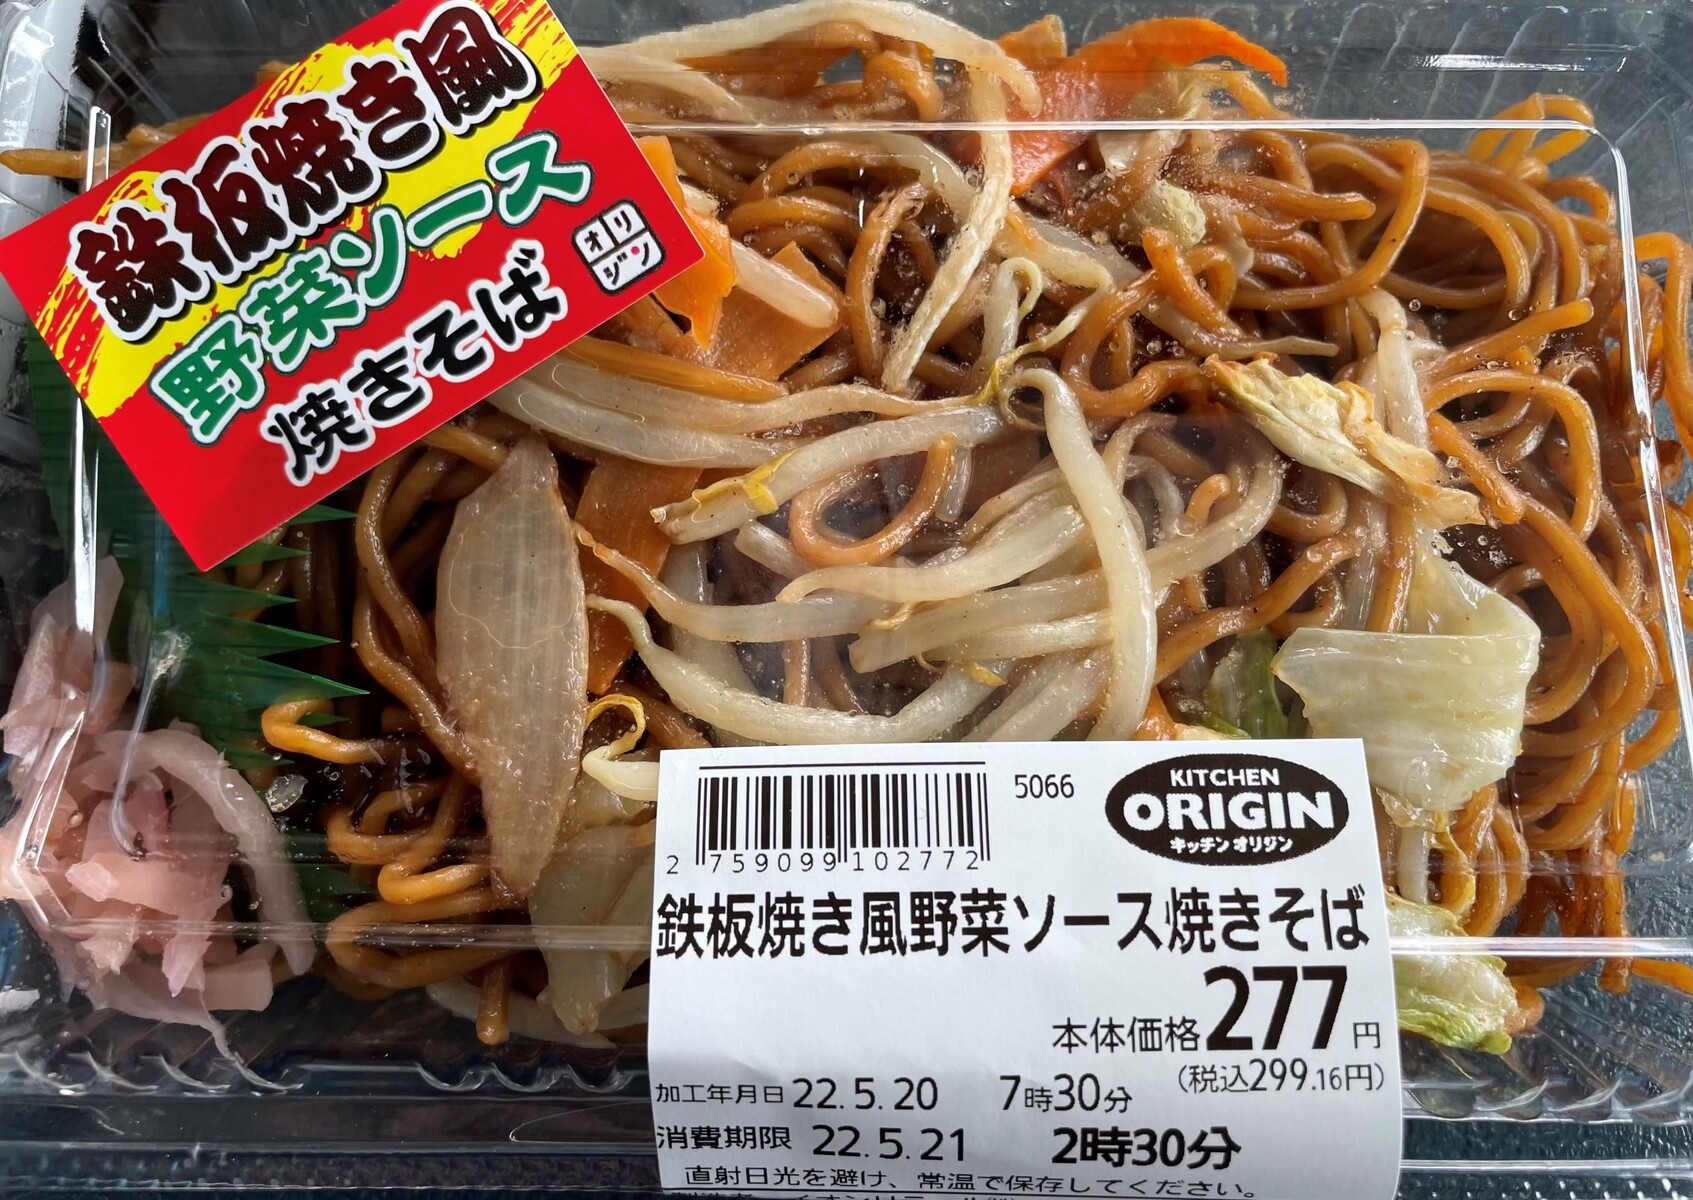 鉄板焼き風
野菜ソース
焼きそば
オリ
ジン
5066
KITCHEN
ORIGIN
キッチンオリジン
2 759099 102772
鉄板焼き風野菜ソース焼きそば
本体価格277円
(税込299.16円)
加工年月日 22.5.20 7時30分
消費期限 22.5.21 2時30分
直射日光を避け、常温で保存してください。